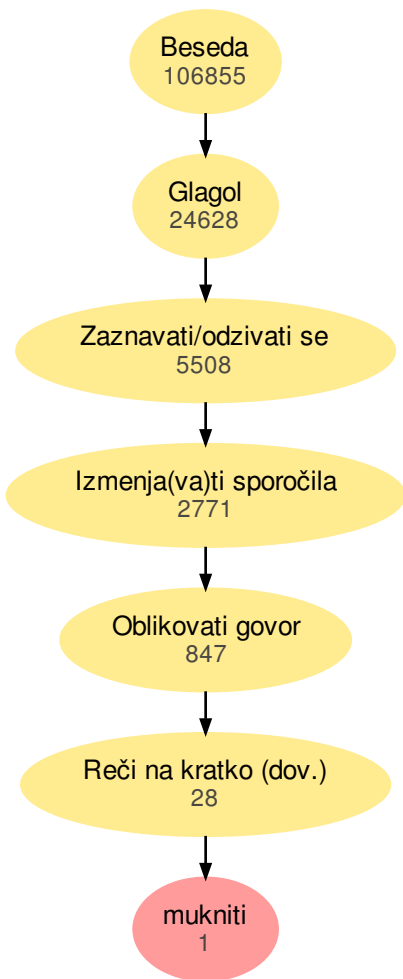 Beseda
106855
Glagol
24628
Zaznavati/odzivati se
5508
Izmenja(va)ti sporočila
2771
Oblikovati govor
847
Reči na kratko (dov.)
28
mukniti
1